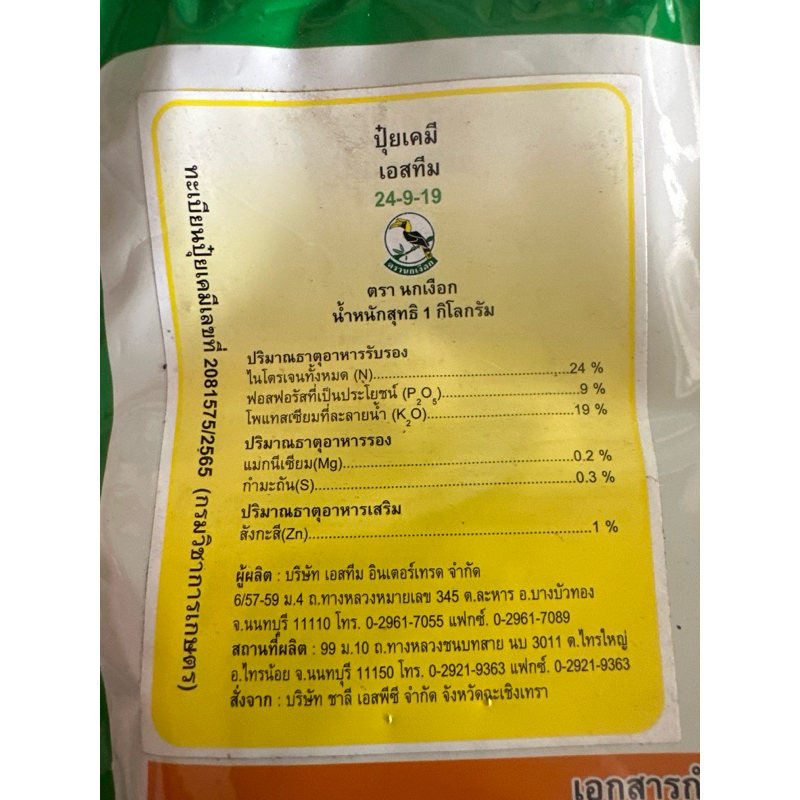 ปุ๋ยเคมี
เอสทีม
24-9-19
ตรานกเงือก
ตรา นกเงือก
น้ำหนักสุทธิ 1 กิโลกรัม
ทะเบียนปุ๋ยเคมีเลขที่ 2081575/2565 (กรมวิชาการเกษตร)
ปริมาณธาตุอาหารรับรอง
ไนโตรเจนทั้งหมด (N)..........24 %
ฟอสฟอรัสที่เป็นประโยชน์ (P₂O₅)..........9 %
โพแทสเซียมที่ละลายน้ำ (K₂O)..........19 %
ปริมาณธาตุอาหารรอง
แมกนีเซียม(Mg)..........0.2 %
กำมะถัน(S)..........0.3 %
ปริมาณธาตุอาหารเสริม
สังกะสี(Zn)..........1 %
ผู้ผลิต : บริษัท เอสทีม อินเตอร์เทรด จำกัด
6/57-59 ม.4 ถ.ทางหลวงหมายเลข 345 ต.ละหาร อ.บางบัวทอง
จ.นนทบุรี 11110 โทร. 0-2961-7055 แฟกซ์. 0-2961-7089
สถานที่ผลิต : 99 ม.10 ถ.ทางหลวงชนบทสาย นบ 3011 ต.ไทรใหญ่
อ.ไทรน้อย จ.นนทบุรี 11150 โทร. 0-2921-9363 แฟกซ์. 0-2921-9363
สั่งจาก : บริษัท ชาลี เอสพีซี จำกัด จังหวัดฉะเชิงเทรา
เอกสารกำ